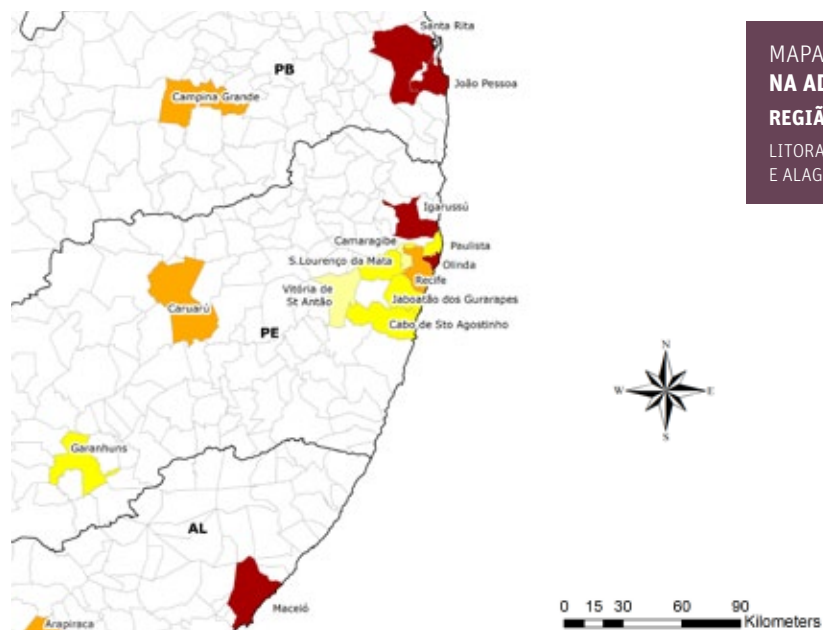 Santa Rita
PB
João Pessoa
Campina Grande
Igarussú
Camaragibe
Paulista
S.Lourenço da Mata
Olinda
Recife
Vitória de
St Antão
Jaboatão dos Gurarapes
Caruarú
Cabo de Sto Agostinho
PE
Garanhuns
AL
Maceió
Arapiraca
MAPA
NA AD
REGIÃ
LITORA
E ALAG
N
W
E
S
0 15 30 60 90
Kilometers